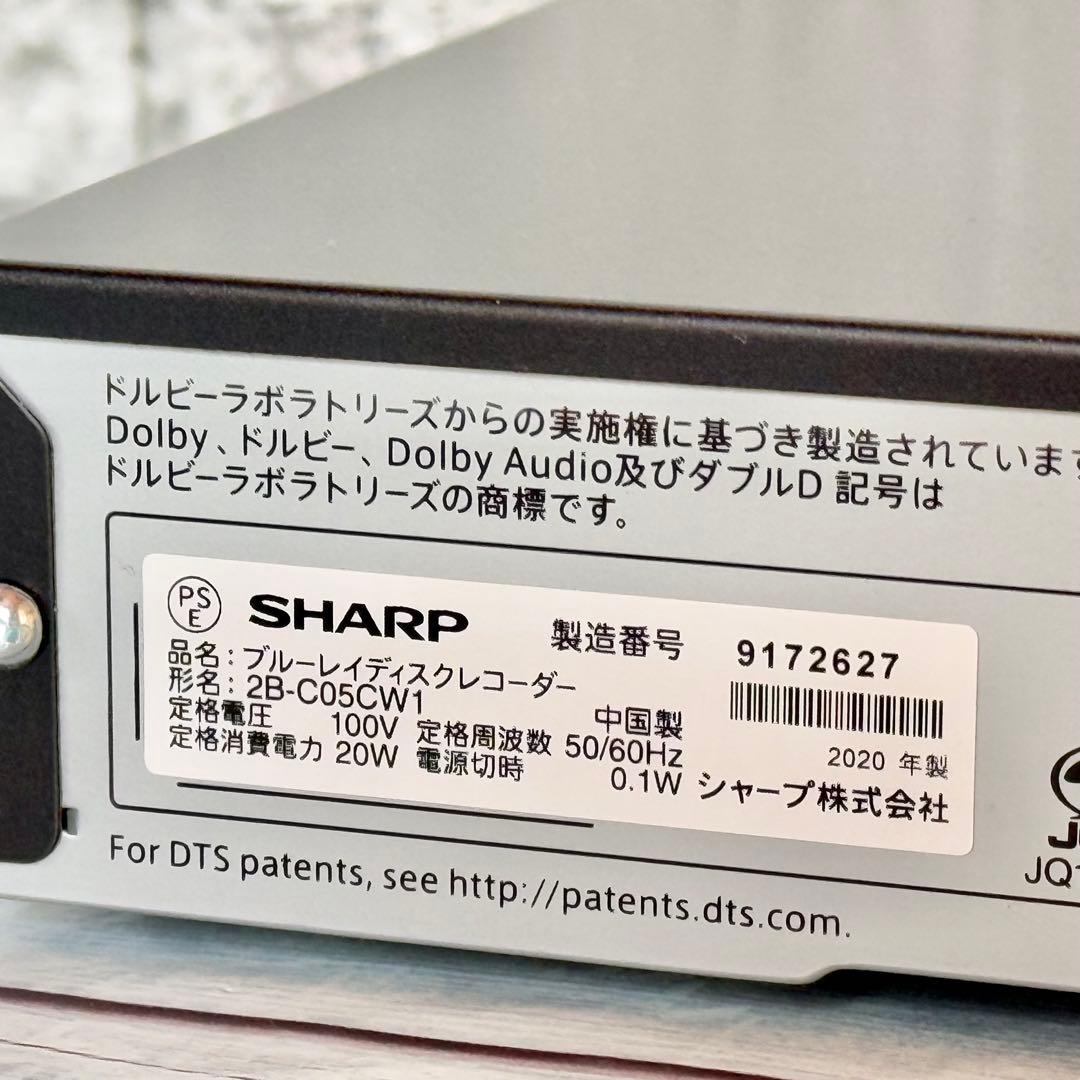 ドルビーラボラトリーズからの実施権に基づき製造されています
Dolby、ドルビー、Dolby Audio及びダブルD 記号は
ドルビーラボラトリーズの商標です。
PS
E
SHARP 製造番号 9172627
品名：ブルーレイディスクレコーダー
形名：2B-C05CW1 中国製
定格電圧 100V 定格周波数 50/60Hz 2020 年製
定格消費電力 20W 電源切時 0.1W シャープ株式会社
For DTS patents, see http://patents.dts.com.